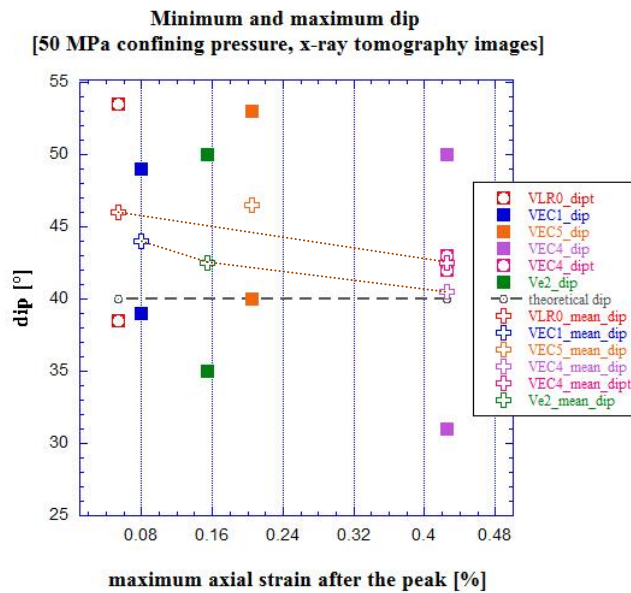 Minimum and maximum dip
[50 MPa confining pressure, x-ray tomography images]
55
50
45
40
35
30
25
dip [°]
0.08
0.16
0.24
0.32
0.4
0.48
maximum axial strain after the peak [%]
VLR0_dipt
VEC1_dip
VEC5_dip
VEC4_dip
VEC4_dipt
Ve2_dip
theoretical dip
VLR0_mean_dip
VEC1_mean_dip
VEC5_mean_dip
VEC4_mean_dip
VEC4_mean_dipt
Ve2_mean_dip